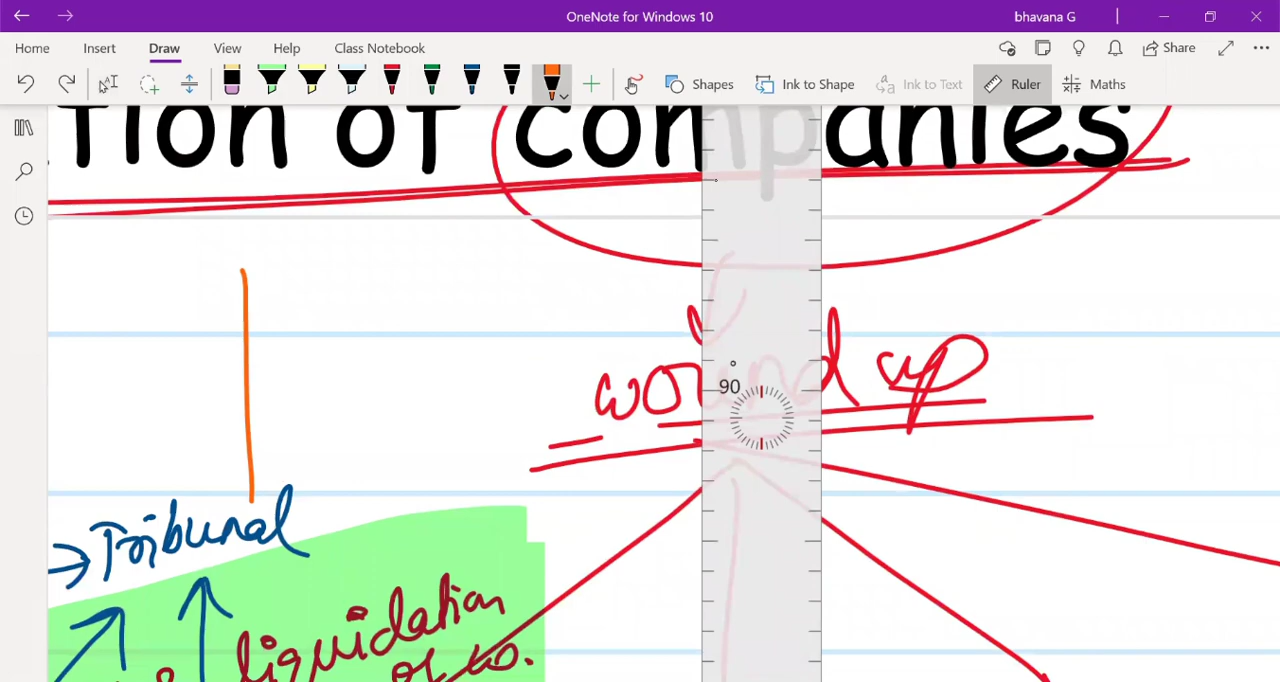 OneNote for Windows 10
bhavana G
Home Insert Draw View Help Class Notebook
Share
Shapes Ink to Shape Ink to Text Ruler Maths
tion of companies
wound up
90°
→Tribunal
liquidation
of co.